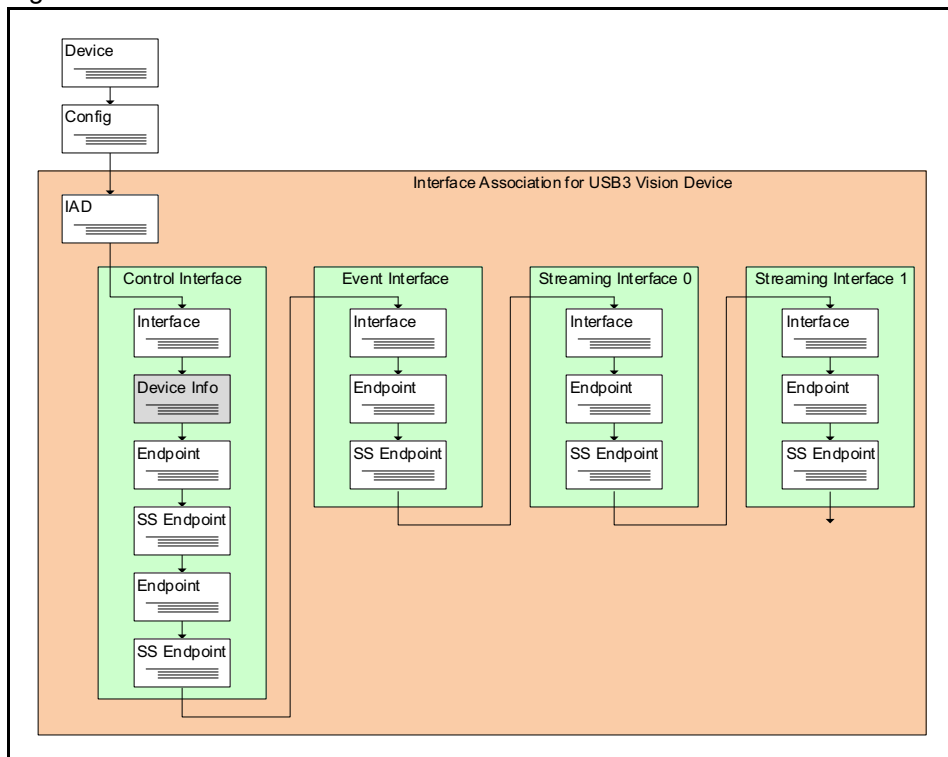 Device
Config
Interface Association for USB3 Vision Device
IAD
Control Interface
Interface
Device Info
Endpoint
SS Endpoint
Endpoint
SS Endpoint
Event Interface
Interface
Endpoint
SS Endpoint
Streaming Interface 0
Interface
Endpoint
SS Endpoint
Streaming Interface 1
Interface
Endpoint
SS Endpoint